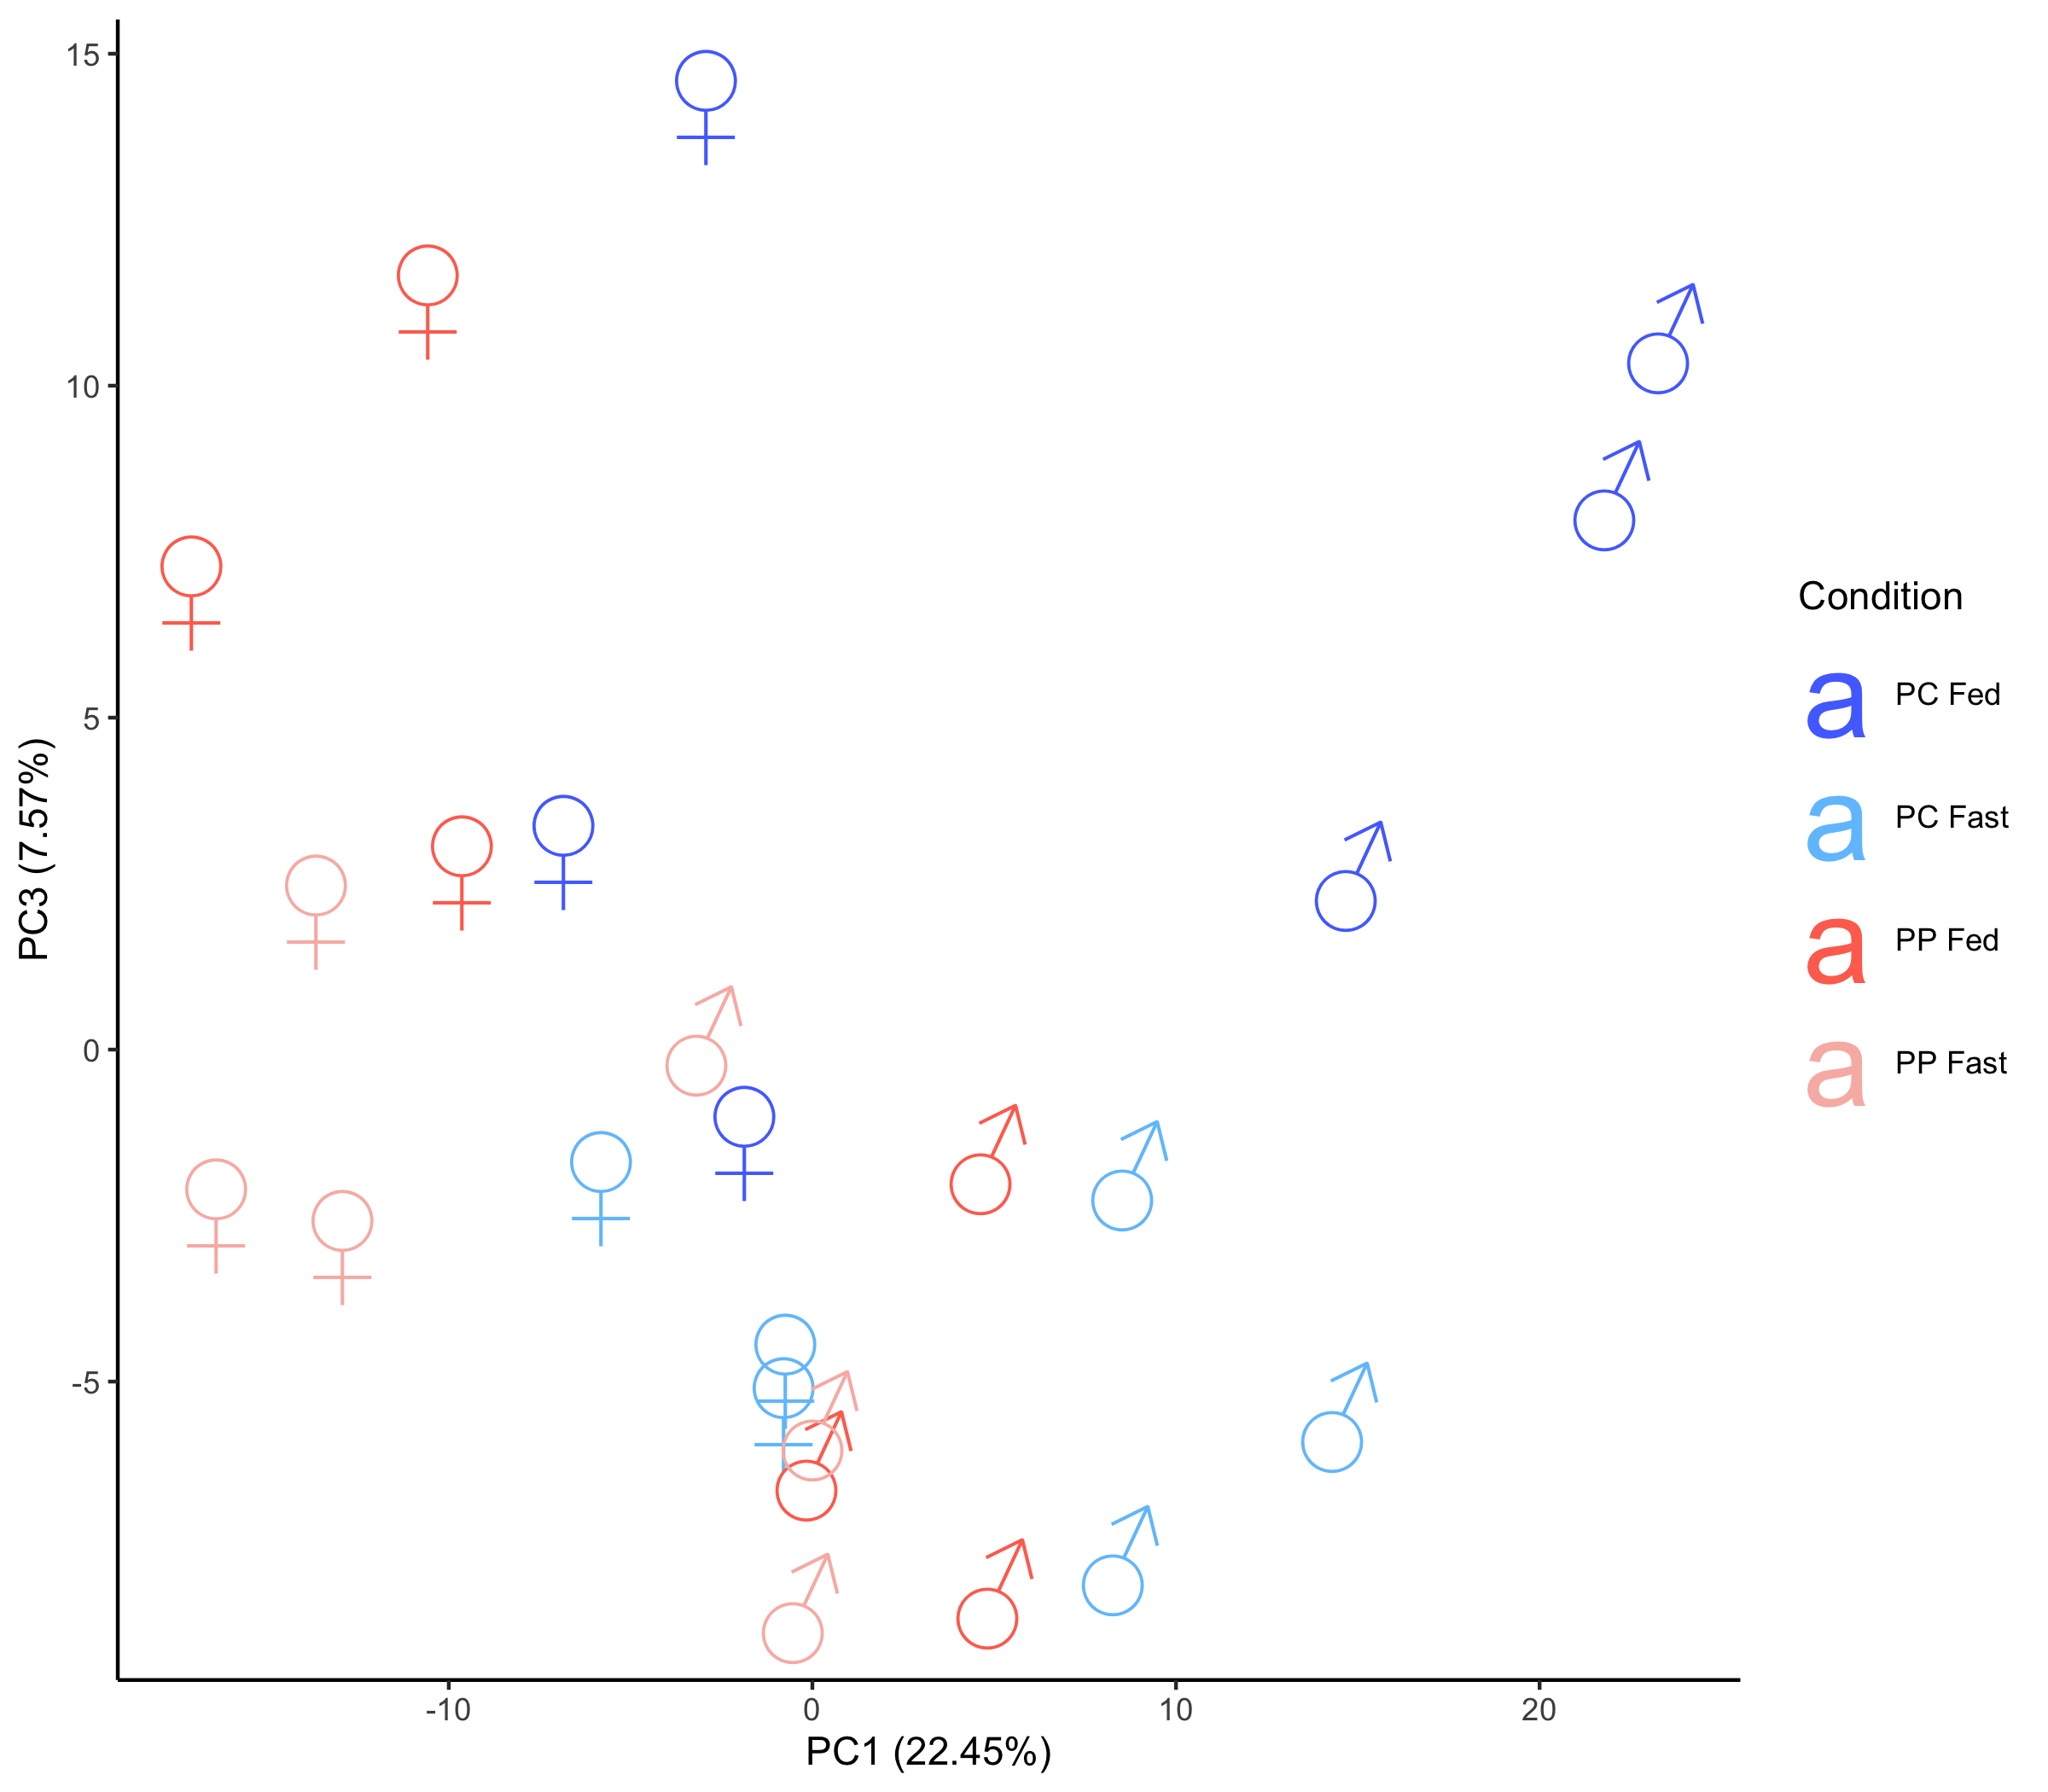 15
10
5
0
-5
PC3 (7.57%)
-10
0
10
20
PC1 (22.45%)
Condition
a PC Fed
a PC Fast
a PP Fed
a PP Fast